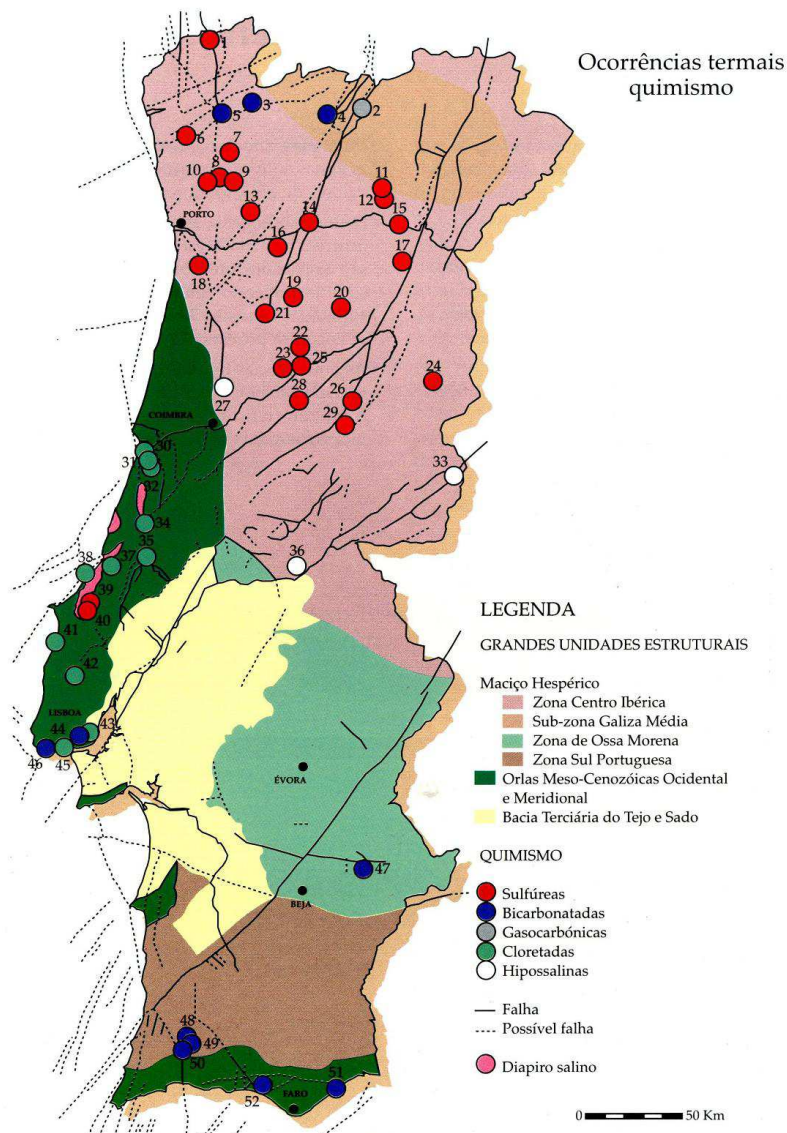 Ocorrências termais
quimismo
1
2
3
4
5
6
7
8
9
10
11
12
13
14
15
PORTO
16
17
18
19
20
21
22
23
24
25
26
27
28
29
COIMBRA
30
31
32
33
34
35
36
37
38
39
40
41
42
LISBOA
43
44
45
46
ÉVORA
47
BEJA
48
49
50
51
52
FARO
LEGENDA
GRANDES UNIDADES ESTRUTURAIS
Maciço Hespérico
Zona Centro Ibérica
Sub-zona Galiza Média
Zona de Ossa Morena
Zona Sul Portuguesa
Orlas Meso-Cenozóicas Ocidental
e Meridional
Bacia Terciária do Tejo e Sado
QUIMISMO
Sulfúreas
Bicarbonatadas
Gasocarbónicas
Cloretadas
Hipossalinas
Falha
Possível falha
Diapiro salino
0 50 Km